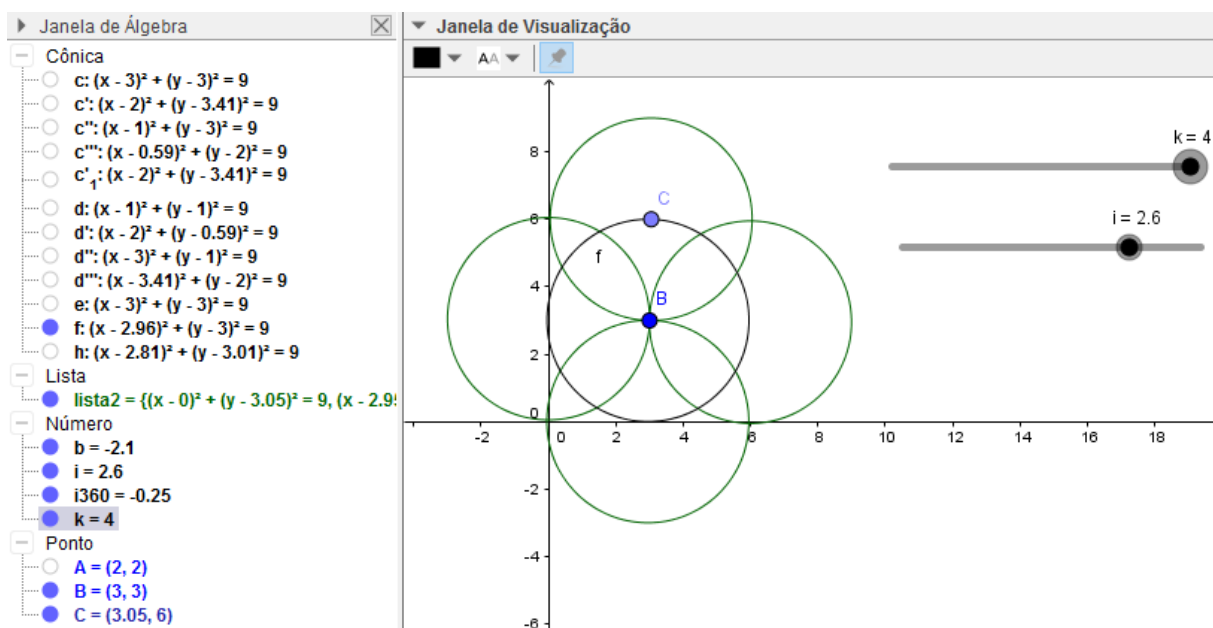 Janela de Álgebra
Cônica
c: (x - 3)² + (y - 3)² = 9
c': (x - 2)² + (y - 3.41)² = 9
c'': (x - 1)² + (y - 3)² = 9
c''': (x - 0.59)² + (y - 2)² = 9
c'₁: (x - 2)² + (y - 3.41)² = 9
d: (x - 1)² + (y - 1)² = 9
d': (x - 2)² + (y - 0.59)² = 9
d'': (x - 3)² + (y - 1)² = 9
d''': (x - 3.41)² + (y - 2)² = 9
e: (x - 3)² + (y - 3)² = 9
f: (x - 2.96)² + (y - 3)² = 9
h: (x - 2.81)² + (y - 3.01)² = 9
Lista
lista2 = {(x - 0)² + (y - 3.05)² = 9, (x - 2.9
Número
b = -2.1
i = 2.6
i360 = -0.25
k = 4
Ponto
A = (2, 2)
B = (3, 3)
C = (3.05, 6)
Janela de Visualização
AA
k = 4
i = 2.6
8
6
4
2
0
-2
-4
-6
C
f
B
-2 0 2 4 6 8 10 12 14 16 18